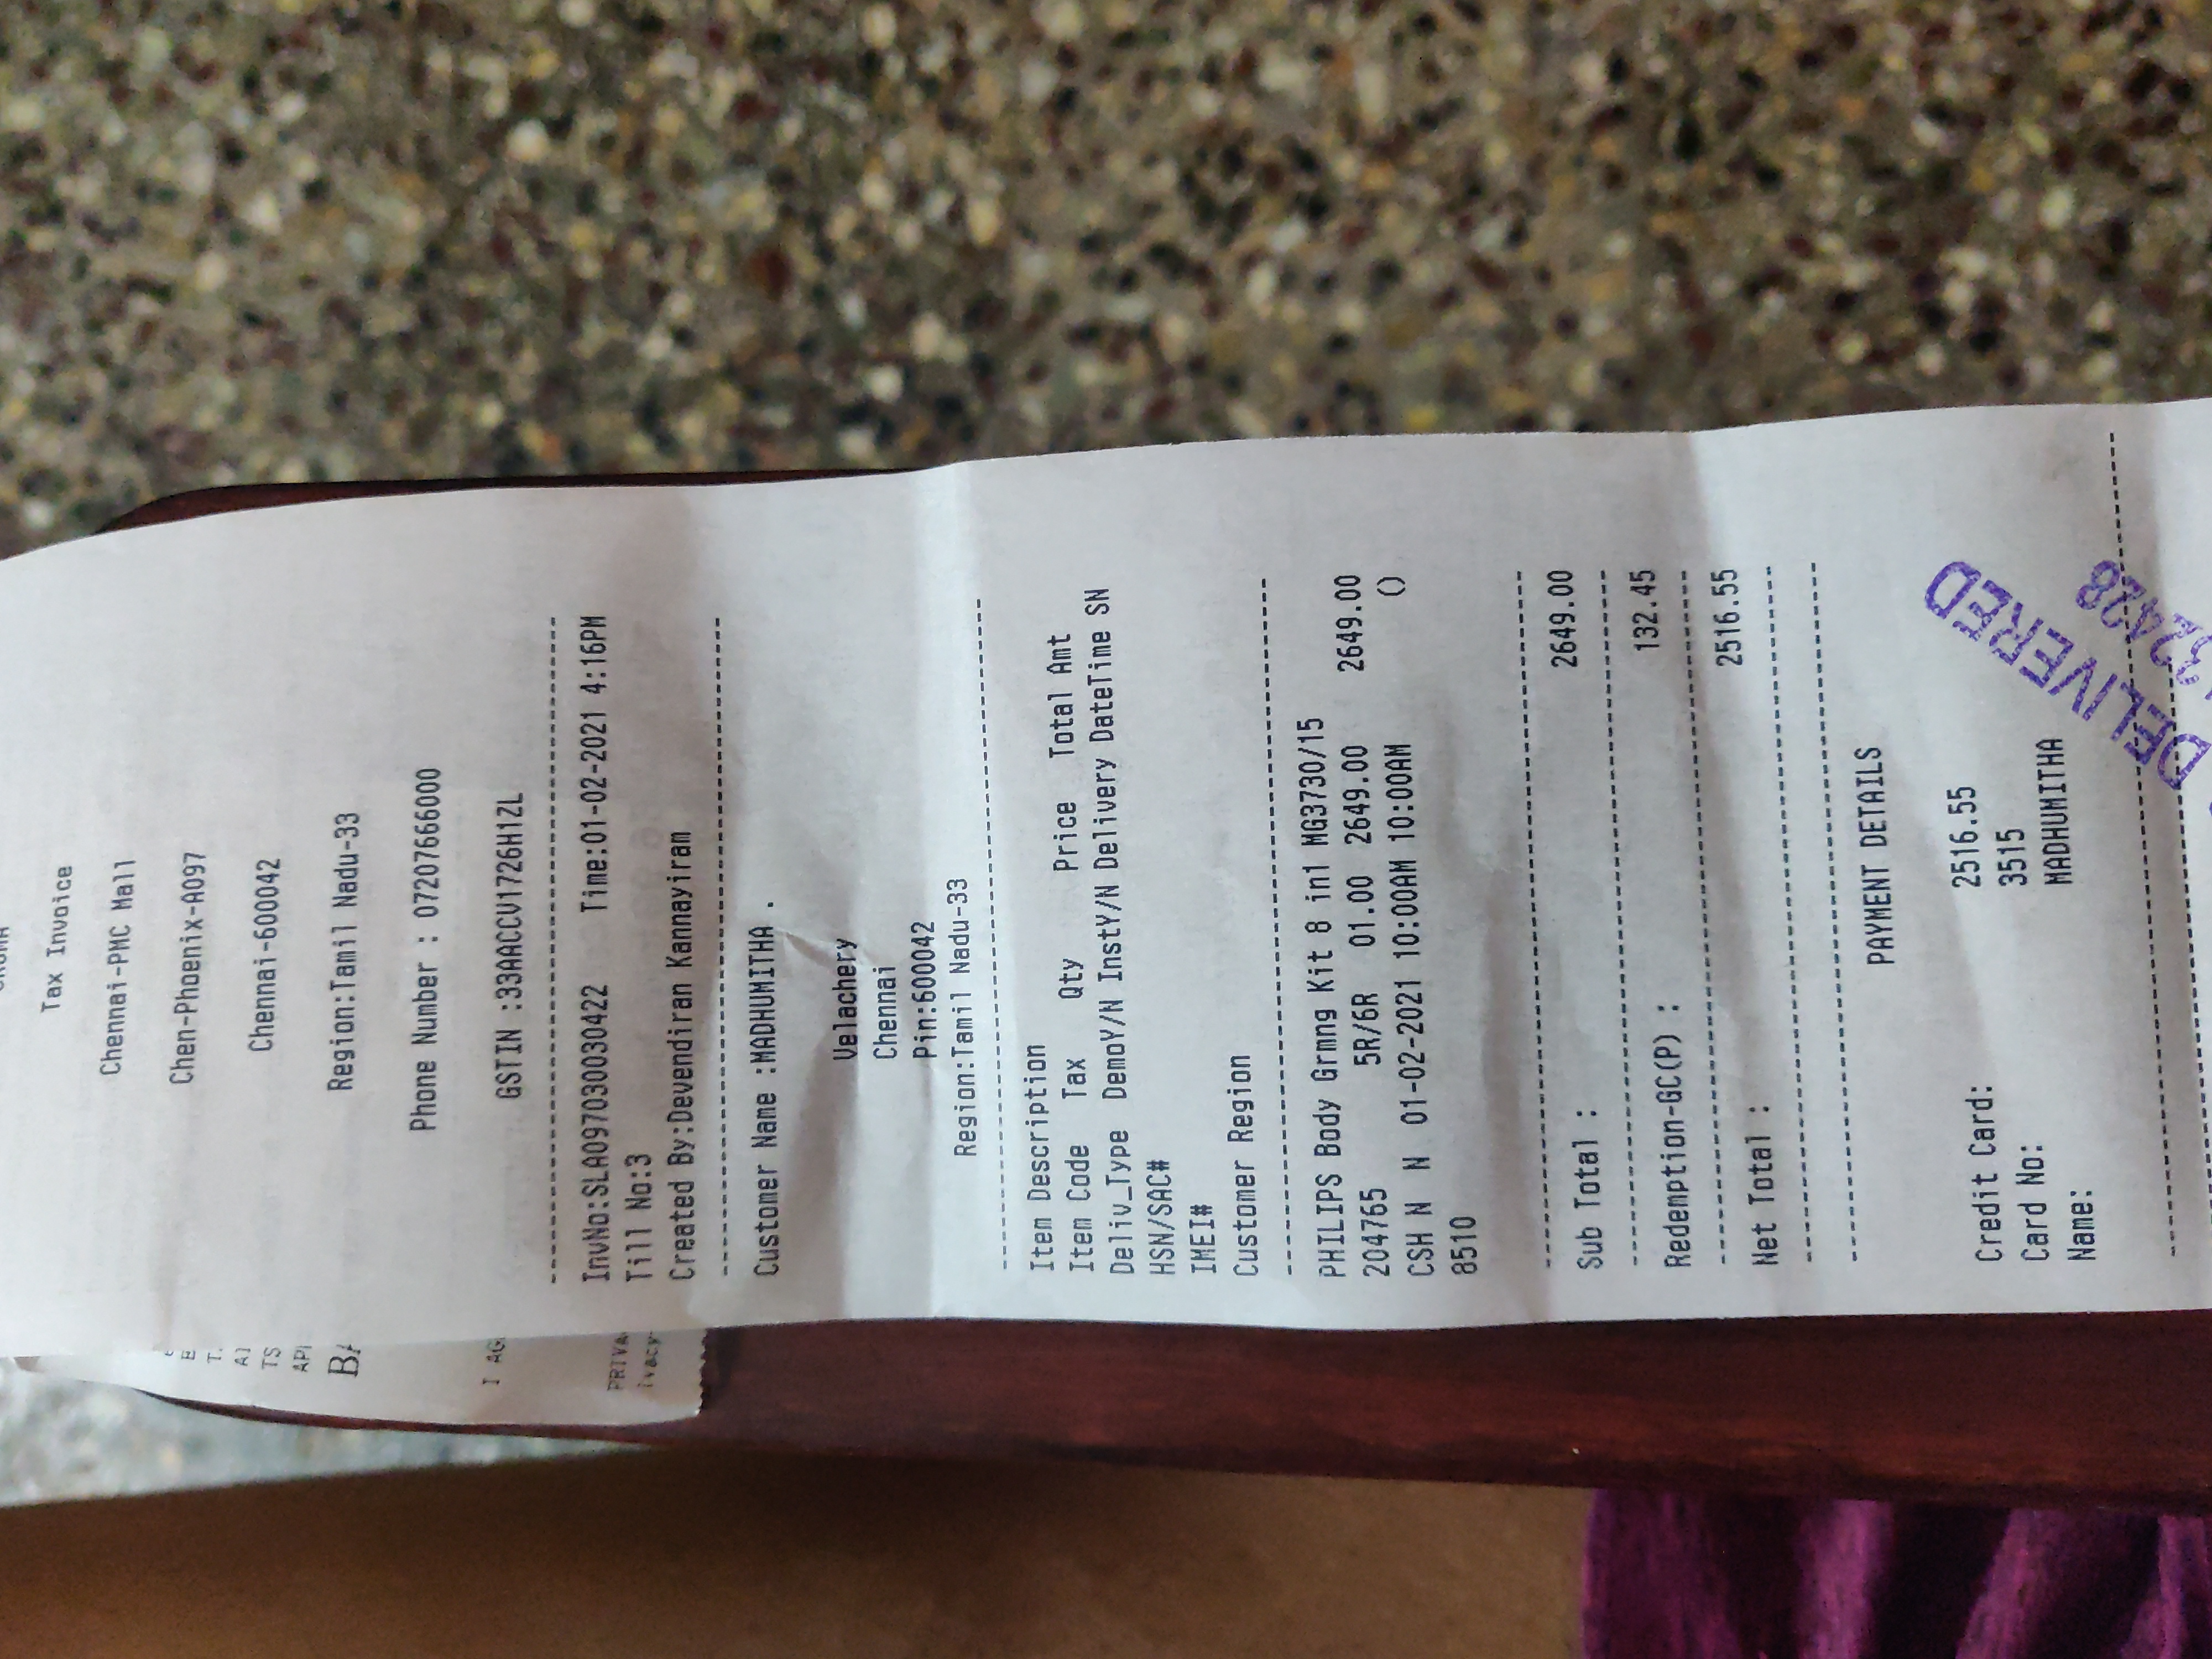 Tax Invoice
Chennai-PMC Mall
Chen-Phoenix-A097
Chennai-600042
Region:Tamil Nadu-33
Phone Number : 07207666000
GSTIN :33AACCV1726H1ZL
InvNo:SLA097030030422 Time:01-02-2021 4:16PM
Till No:3
Created By:Devendiran Kannayiram
Customer Name :MADHUMITHA .
Velachery
Chennai
Pin:600042
Region:Tamil Nadu-33
Item Description
Item Code Tax Qty Price Total Amt
Deliv_Type DemoY/N InstY/N Delivery DateTime SN
HSN/SAC#
IMEI#
Customer Region
PHILIPS Body Grmng Kit 8 in1 MG3730/15
204765 5R/6R 01.00 2649.00 2649.00
CSH N N 01-02-2021 10:00AM 10:00AM ()
8510
Sub Total : 2649.00
Redemption-GC(P) : 132.45
Net Total : 2516.55
PAYMENT DETAILS
Credit Card: 2516.55
Card No: 3515
Name: MADHUMITHA
DELIVERED
32428
TS
BA
I AG
PRIVA